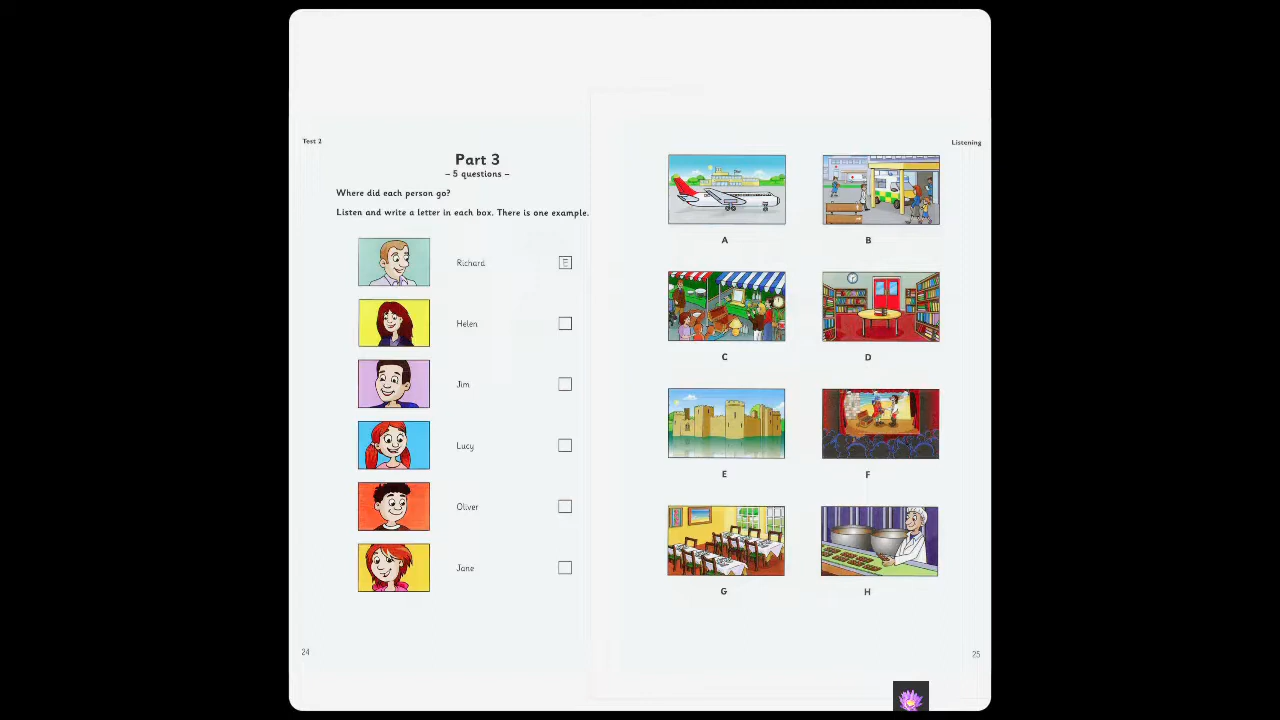 Test 2
Part 3
– 5 questions –
Where did each person go?
Listen and write a letter in each box. There is one example.
Richard
E
Helen
Jim
Lucy
Oliver
Jane
24
Listening
A
B
C
D
E
F
G
H
25